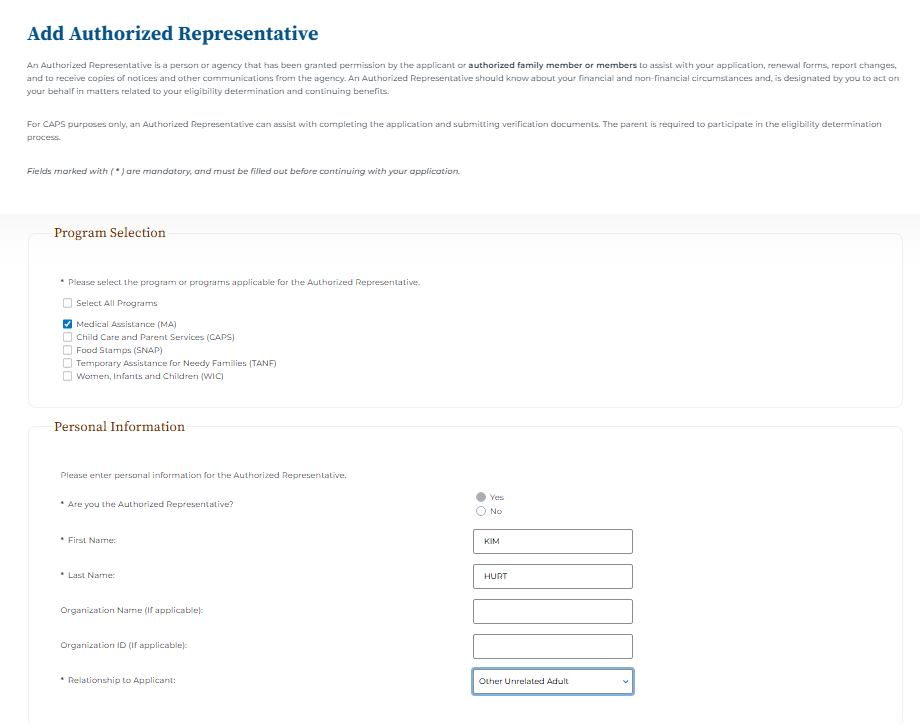 Add Authorized Representative
An Authorized Representative is a person or agency that has been granted permission by the applicant or authorized family member or members to assist with your application, renewal forms, report changes,
and to receive copies of notices and other communications from the agency. An Authorized Representative should know about your financial and non-financial circumstances and, is designated by you to act on
your behalf in matters related to your eligibility determination and continuing benefits.
For CAPS purposes only, an Authorized Representative can assist with completing the application and submitting verification documents. The parent is required to participate in the eligibility determination
process.
Fields marked with ( * ) are mandatory, and must be filled out before continuing with your application.
Program Selection
* Please select the program or programs applicable for the Authorized Representative.
Select All Programs
Medical Assistance (MA)
Child Care and Parent Services (CAPS)
Food Stamps (SNAP)
Temporary Assistance for Needy Families (TANF)
Women, Infants and Children (WIC)
Personal Information
Please enter personal information for the Authorized Representative.
* Are you the Authorized Representative?
Yes
No
* First Name:
KIM
* Last Name:
HURT
Organization Name (If applicable):
Organization ID (If applicable):
* Relationship to Applicant:
Other Unrelated Adult